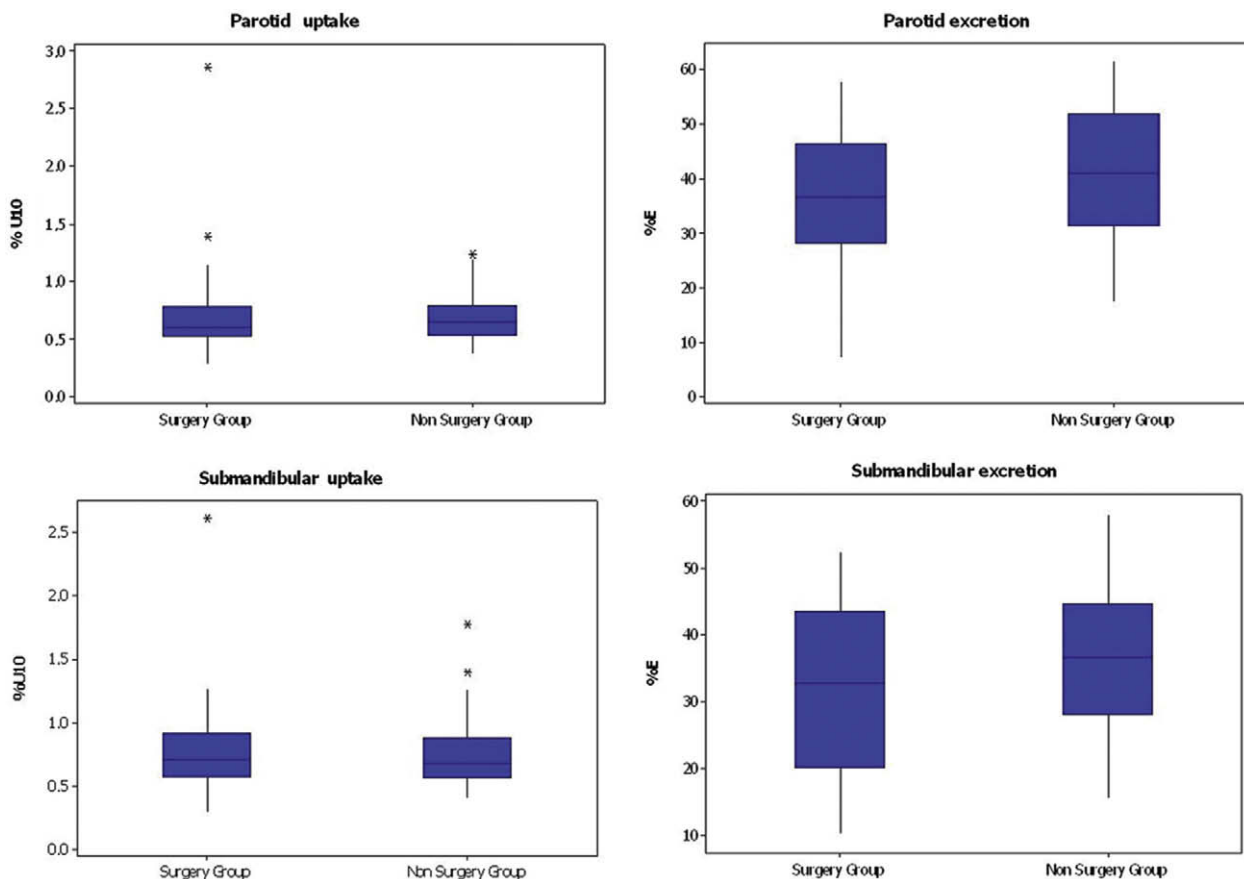 Parotid uptake
3.0
2.5
2.0
1.5
1.0
0.5
0.0
% U10
*
*
*
Surgery Group
Non Surgery Group
Parotid excretion
60
50
40
30
20
10
0
%E
Surgery Group
Non Surgery Group
Submandibular uptake
2.5
2.0
1.5
1.0
0.5
0.0
%U10
*
*
*
Surgery Group
Non Surgery Group
Submandibular excretion
60
50
40
30
20
10
%E
Surgery Group
Non Surgery Group